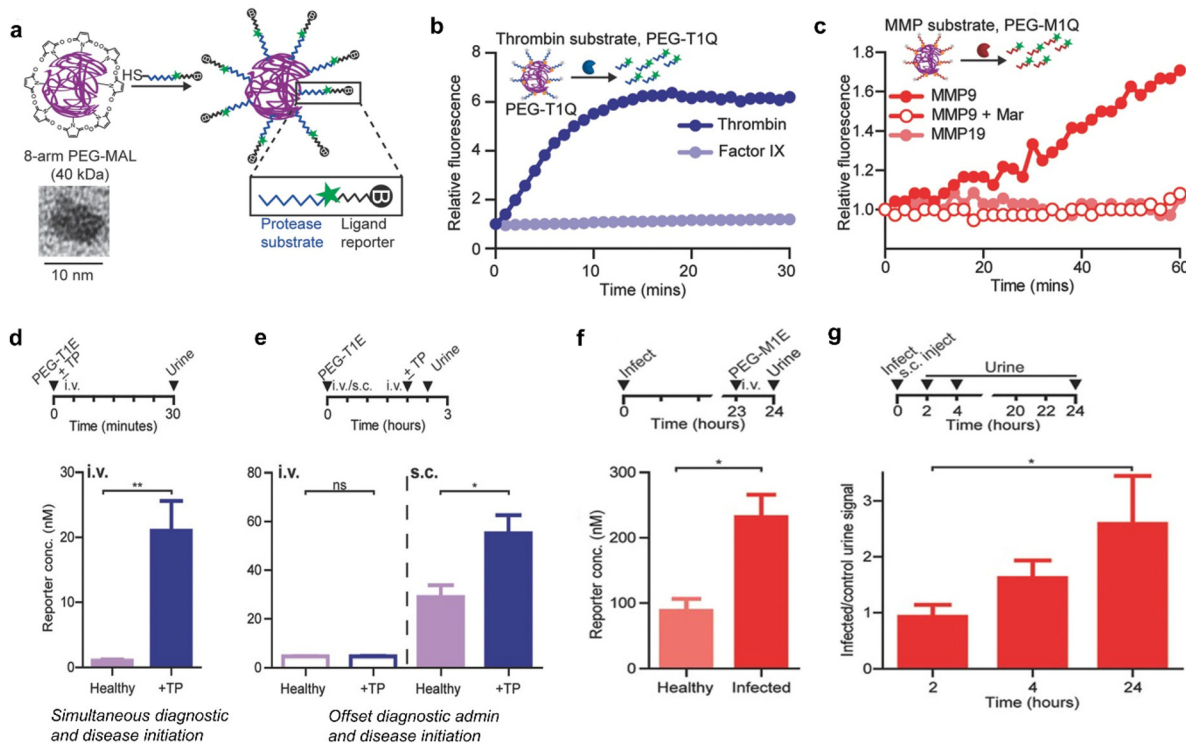 a
HS
B
8-arm PEG-MAL
(40 kDa)
10 nm
B
Protease
substrate
Ligand
reporter
b
Thrombin substrate, PEG-T1Q
PEG-T1Q
Thrombin
Factor IX
Relative fluorescence
8
6
4
2
0
0
10
20
30
Time (mins)
c
MMP substrate, PEG-M1Q
MMP9
MMP9 + Mar
MMP19
Relative fluorescence
1.8
1.6
1.4
1.2
1.0
0
20
40
60
Time (mins)
d
PEG-T1E
± TP
i.v.
Urine
0
30
Time (minutes)
i.v.
**
Reporter conc. (nM)
30
20
10
0
Healthy
+TP
Simultaneous diagnostic
and disease initiation
e
PEG-T1E
i.v./s.c.
i.v.
± TP
Urine
0
3
Time (hours)
i.v.
ns
s.c.
*
80
60
40
20
0
Healthy
+TP
Healthy
+TP
Offset diagnostic admin
and disease initiation
f
Infect
PEG-M1E
i.v.
Urine
0
23
24
Time (hours)
*
Reporter conc. (nM)
300
200
100
0
Healthy
Infected
g
Infect
s.c. inject
Urine
0
2
4
20
22
24
Time (hours)
*
Infected/control urine signal
3
2
1
0
2
4
24
Time (hours)